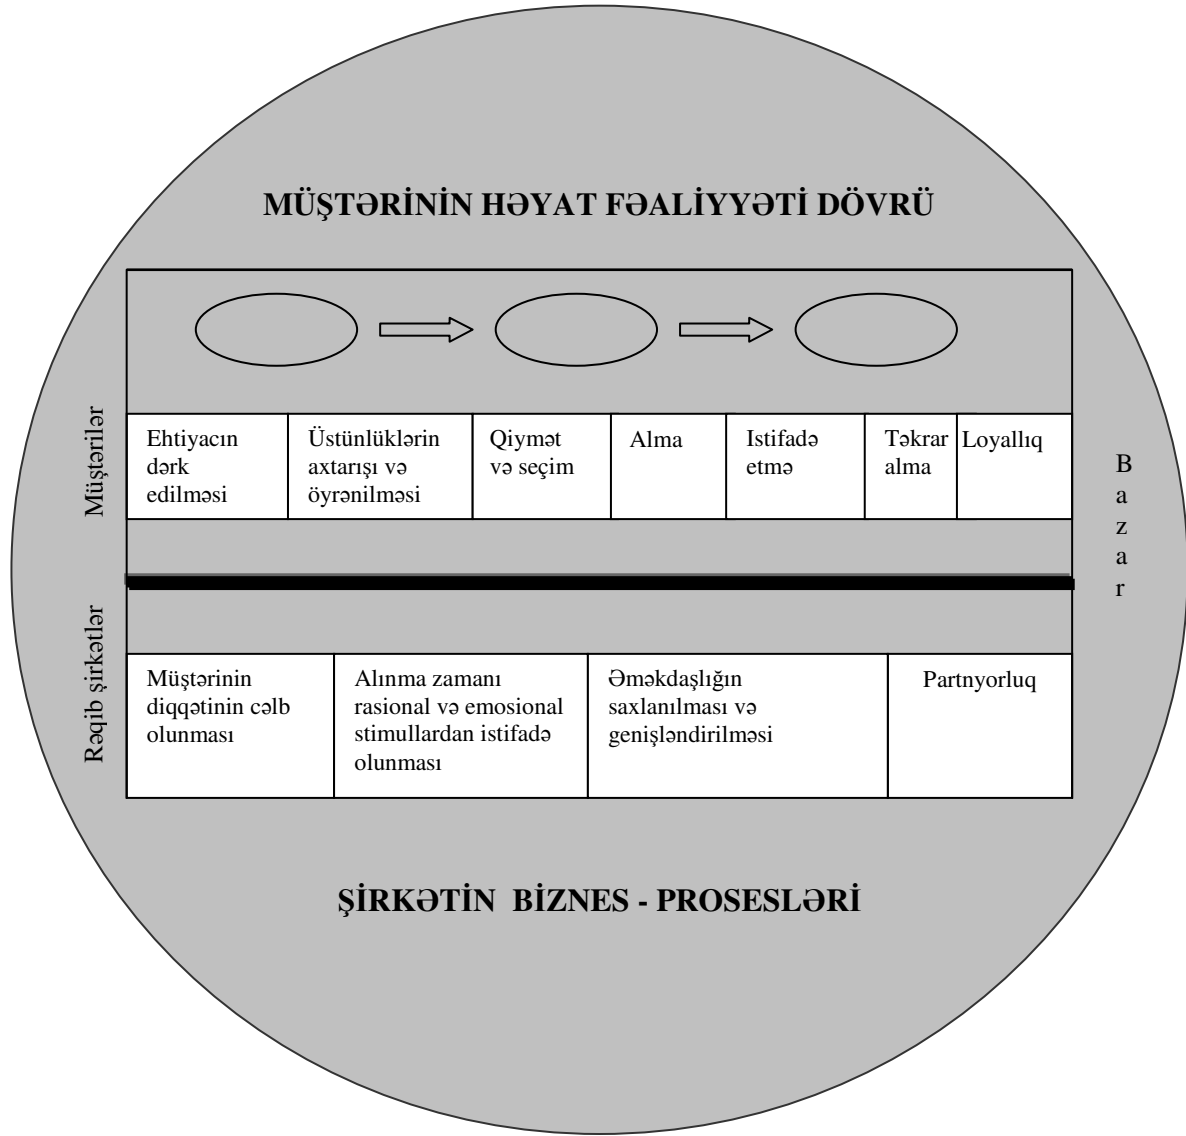 MÜŞTƏRİNİN HƏYAT FƏALİYYƏTİ DÖVRÜ
Müştərilər
Ehtiyacın
dərk
edilməsi
Üstünlüklərin
axtarışı və
öyrənilməsi
Qiymət
və seçim
Alma
Istifadə
etmə
Təkrar
alma
Loyallıq
B
a
z
a
r
Rəqib şirkətlər
Müştərinin
diqqətinin cəlb
olunması
Alınma zamanı
rasional və emosional
stimullardan istifadə
olunması
Əməkdaşlığın
saxlanılması və
genişləndirilməsi
Partnyorluq
ŞİRKƏTİN BİZNES - PROSESLƏRİ